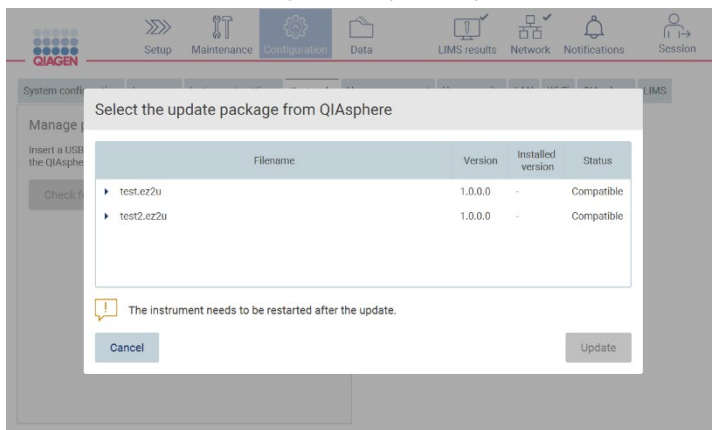 QIAGEN
Setup
Maintenance
Configuration
Data
LIMS results
Network
Notifications
Session
System confi
LIMS
Manage p
Insert a USB
the QIAsphe
Check f
Select the update package from QIAsphere
Filename Version Installed version Status
test.ez2u 1.0.0.0 - Compatible
test2.ez2u 1.0.0.0 - Compatible
The instrument needs to be restarted after the update.
Cancel
Update